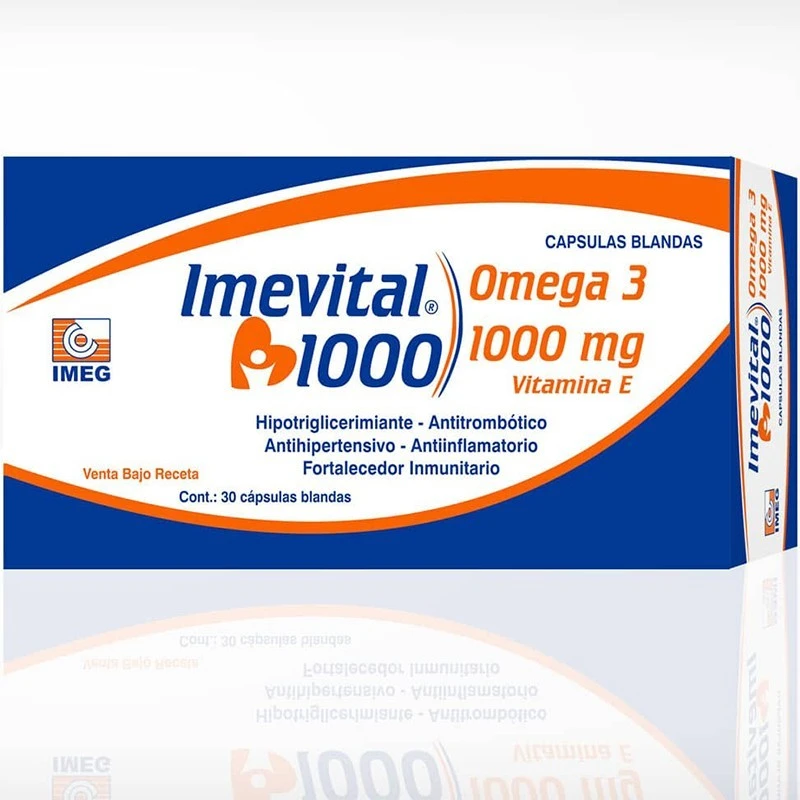 CAPSULAS BLANDAS
Imevital®
1000
Omega 3
1000 mg
Vitamina E
IMEG
Hipotriglicerimiante - Antitrombótico
Antihipertensivo - Antiinflamatorio
Fortalecedor Inmunitario
Venta Bajo Receta
Cont.: 30 cápsulas blandas
Imevital®
1000
Omega 3
1000 mg
Vitamina E
CAPSULAS BLANDAS
IMEG